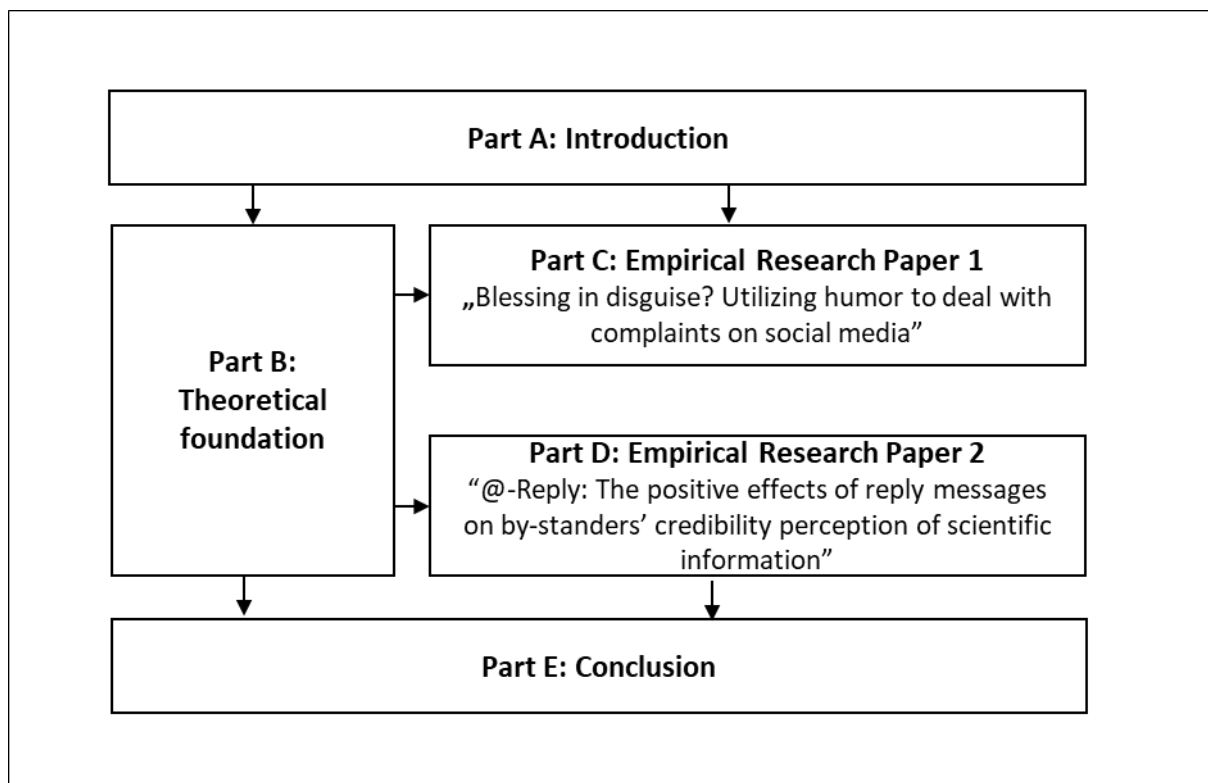 Part A: Introduction
Part B:
Theoretical
foundation
Part C: Empirical Research Paper 1
„Blessing in disguise? Utilizing humor to deal with
complaints on social media”
Part D: Empirical Research Paper 2
“@-Reply: The positive effects of reply messages
on by-standers’ credibility perception of scientific
information”
Part E: Conclusion